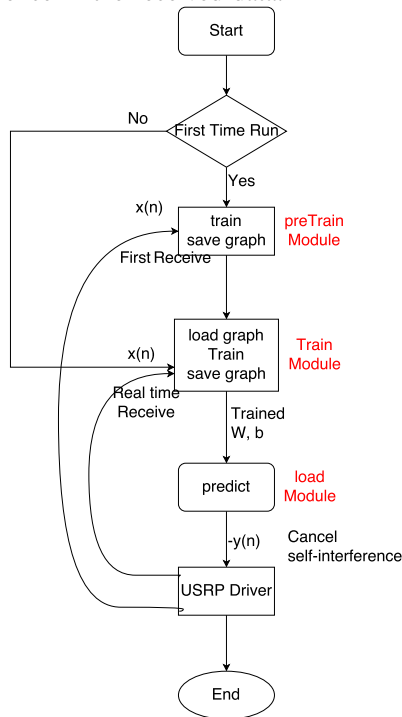 Start
No
First Time Run
Yes
x(n)
train
save graph
preTrain
Module
First Receive
load graph
Train
save graph
x(n)
Train
Module
Real time
Receive
Trained
W, b
predict
load
Module
-y(n)
Cancel
self-interference
USRP Driver
End